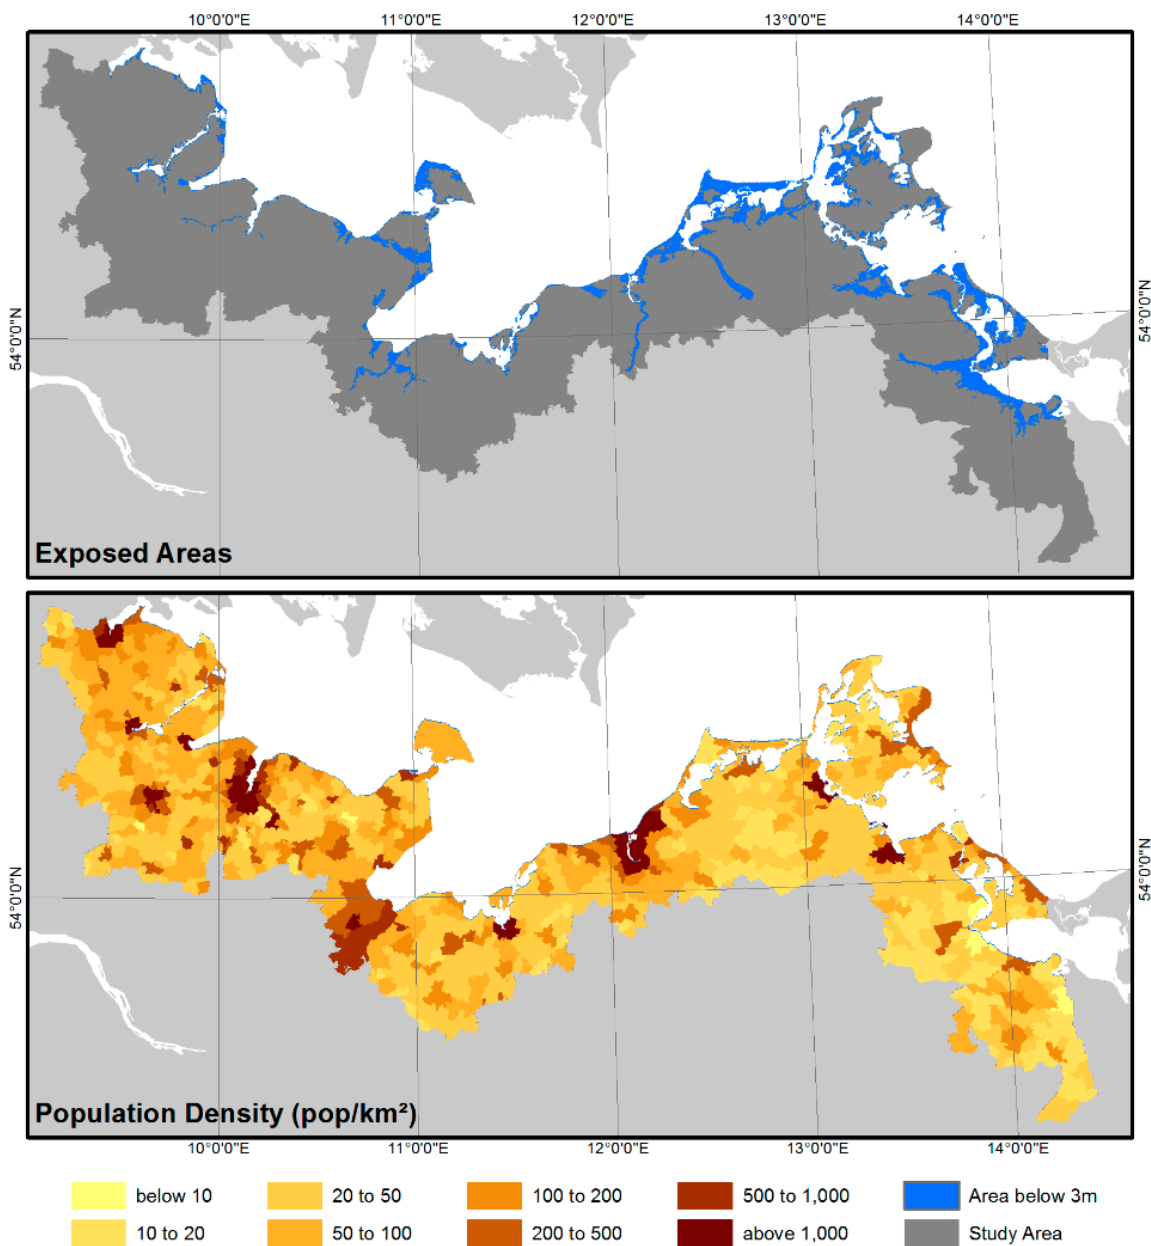 10°0'0"E 11°0'0"E 12°0'0"E 13°0'0"E 14°0'0"E
54°0'0"N
54°0'0"N
Exposed Areas
54°0'0"N
54°0'0"N
Population Density (pop/km²)
10°0'0"E 11°0'0"E 12°0'0"E 13°0'0"E 14°0'0"E
below 10 20 to 50 100 to 200 500 to 1,000 Area below 3m
10 to 20 50 to 100 200 to 500 above 1,000 Study Area